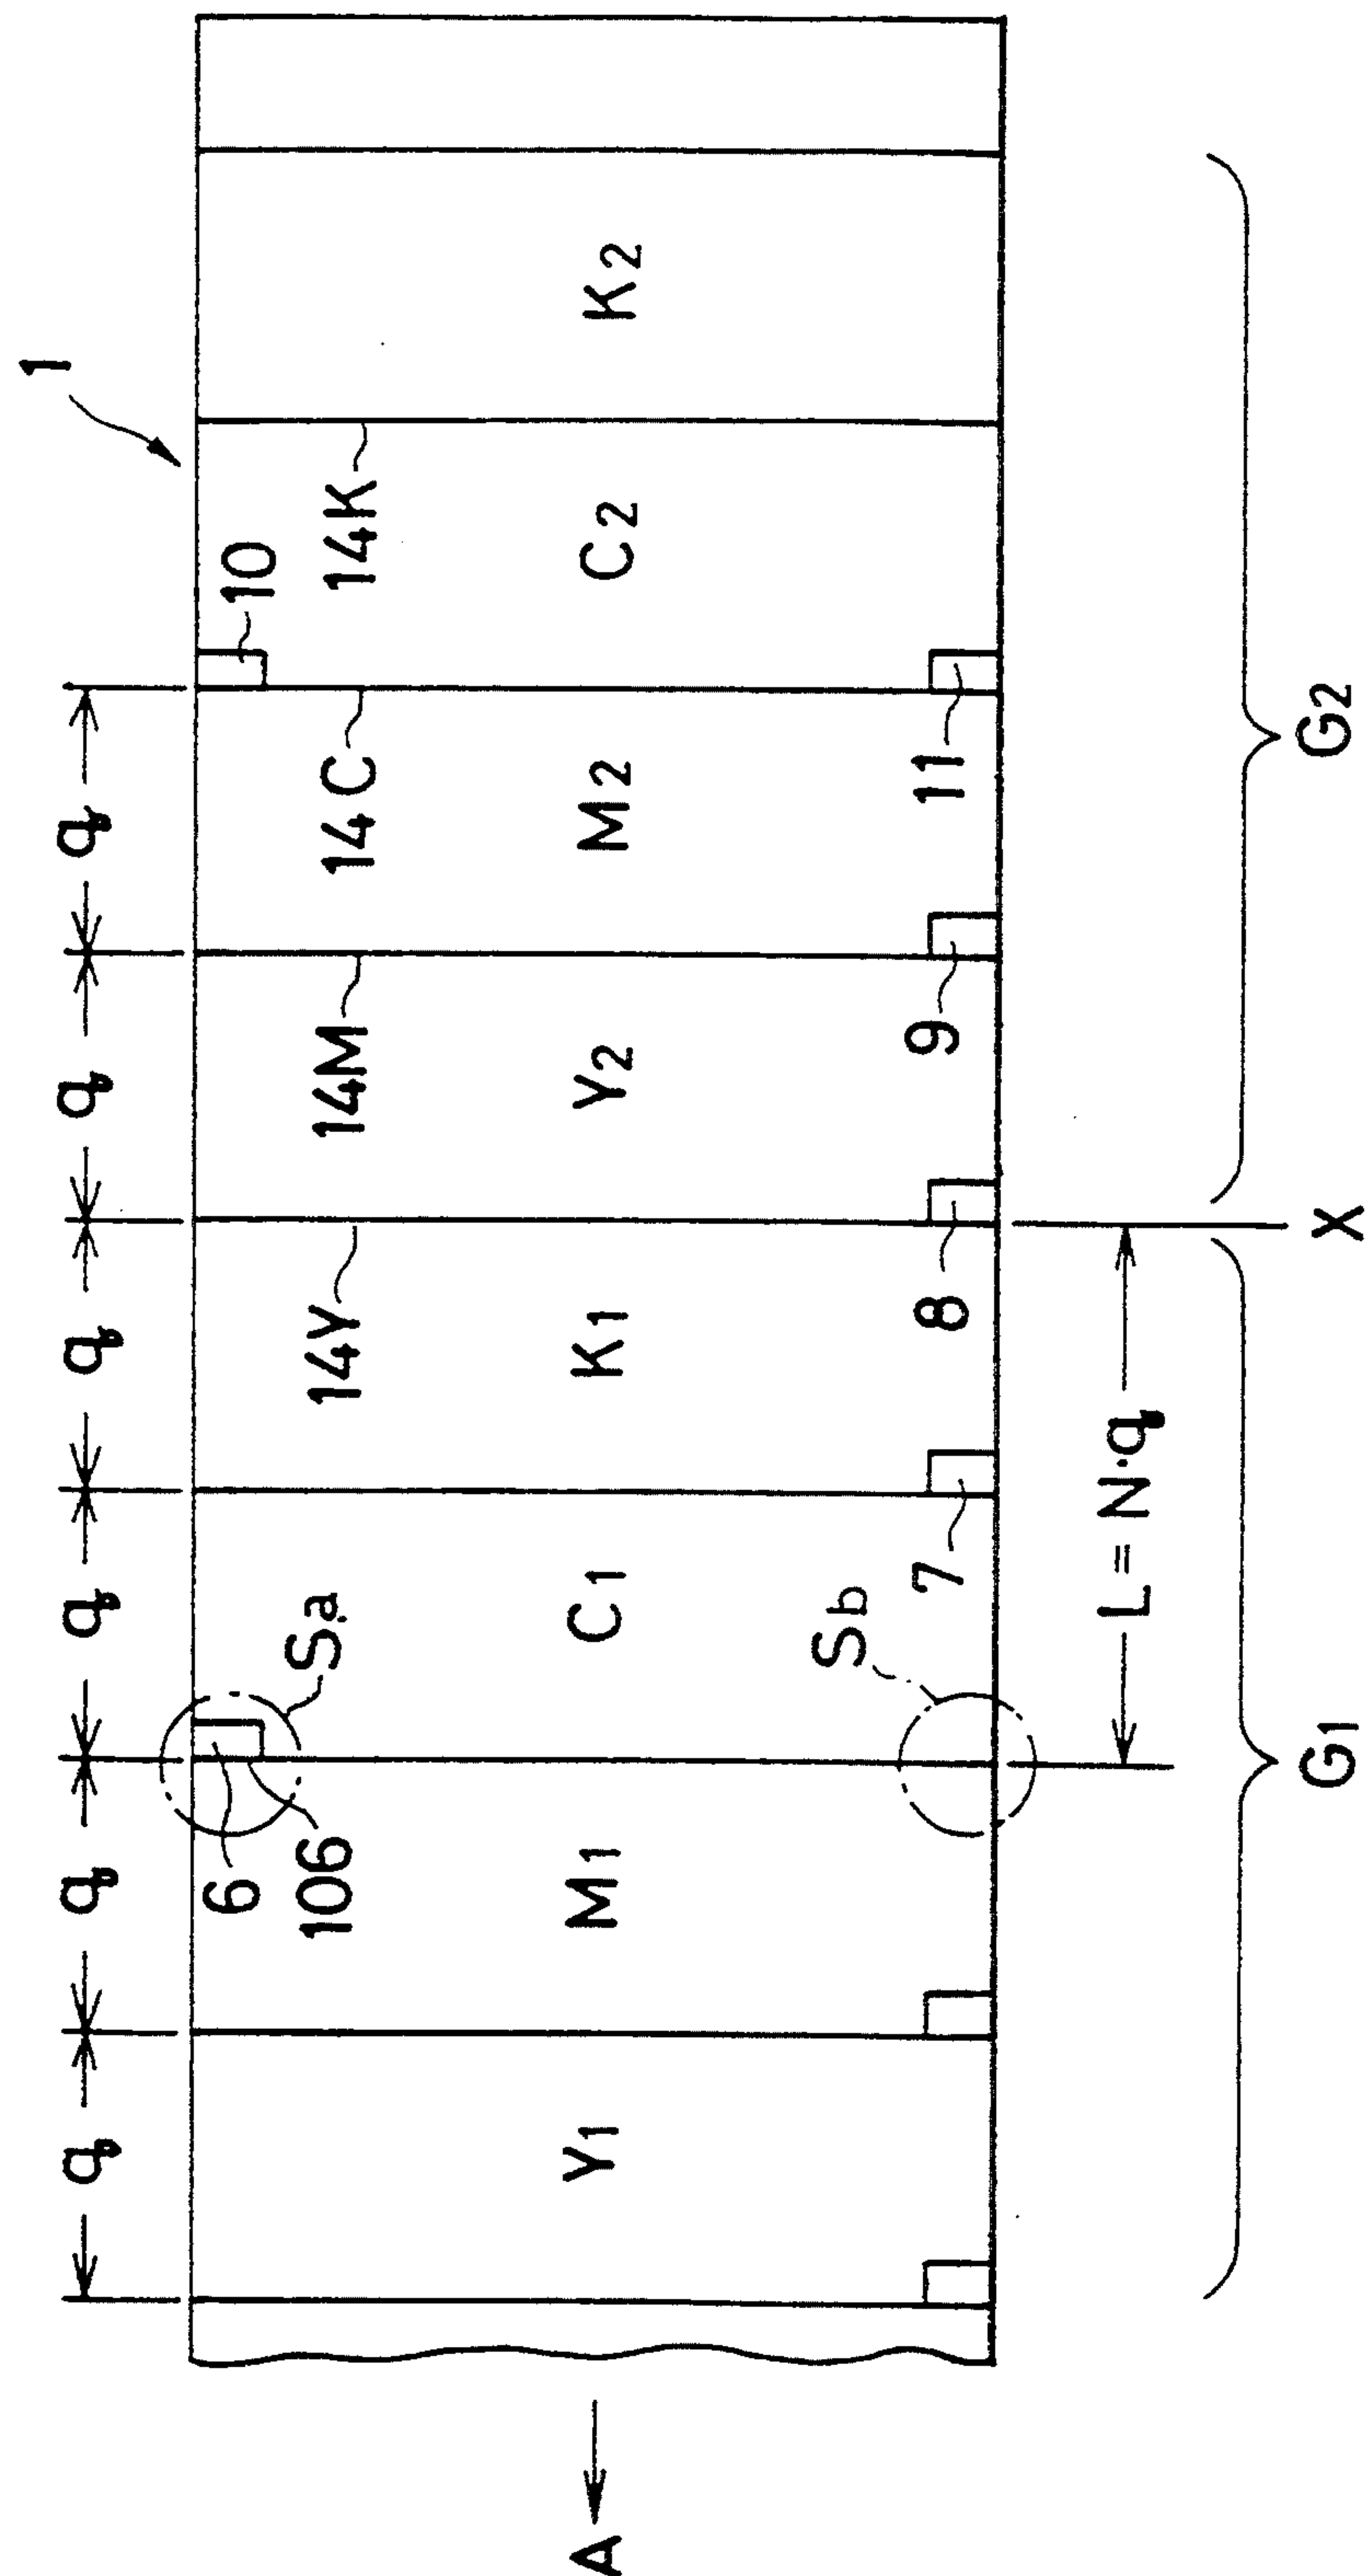 1
q q q q q q
6
106
Sa
14Y
14M
14C
10
14K
Y1 M1 C1 K1 Y2 M2 C2 K2
A
Sb
7
8
9
11
L = N·q
X
G1
G2